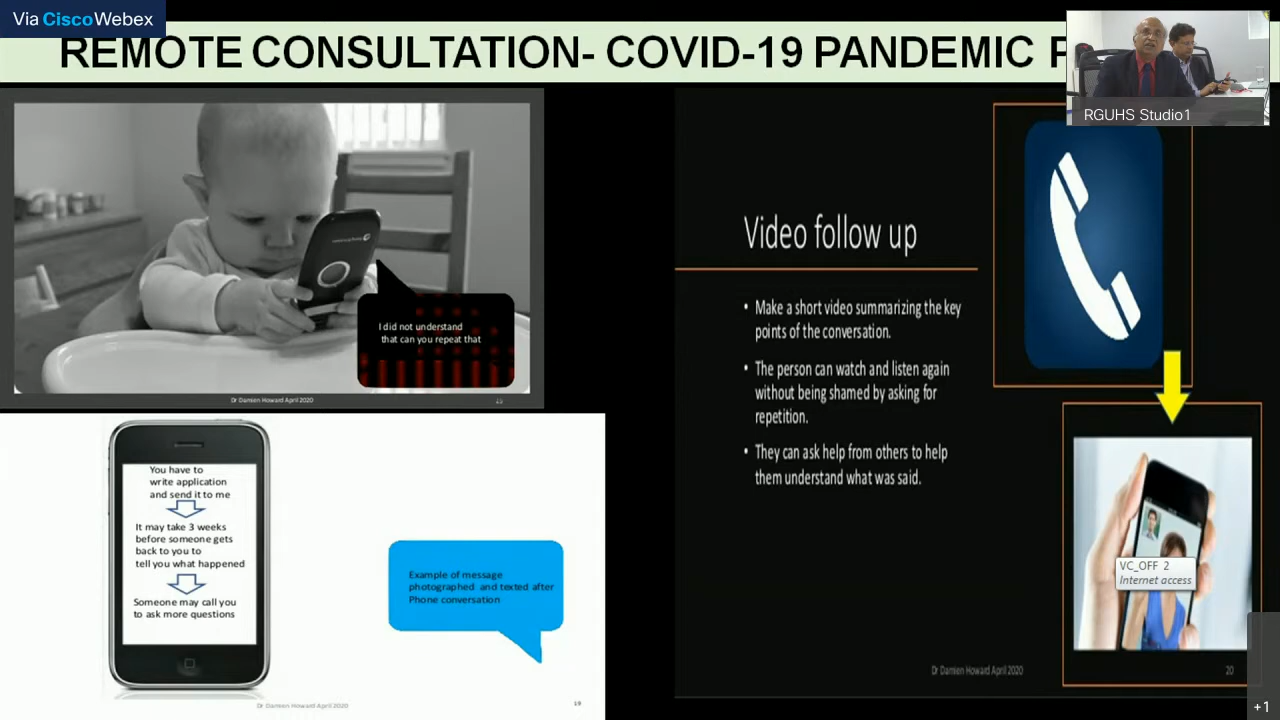 Via CiscoWebex
REMOTE CONSULTATION- COVID-19 PANDEMIC
RGUHS Studio1
I did not understand
that can you repeat that
Dr Damien Howard April 2020
Video follow up
• Make a short video summarizing the key
points of the conversation.
• The person can watch and listen again
without being shamed by asking for
repetition.
• They can ask help from others to help
them understand what was said.
VC_OFF 2
Internet access
Dr Damien Howard April 2020
20
You have to
write application
and send it to me
It may take 3 weeks
before someone gets
back to you to
tell you what happened
Someone may call you
to ask more questions
Example of message
photographed and texted after
Phone conversation
Dr Damien Howard April 2020
19
+1